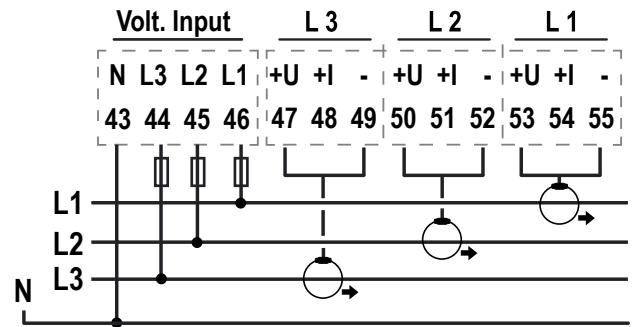 Volt. Input L 3 L 2 L 1
N L3 L2 L1 +U +I - +U +I - +U +I -
43 44 45 46 47 48 49 50 51 52 53 54 55
L1
L2
L3
N